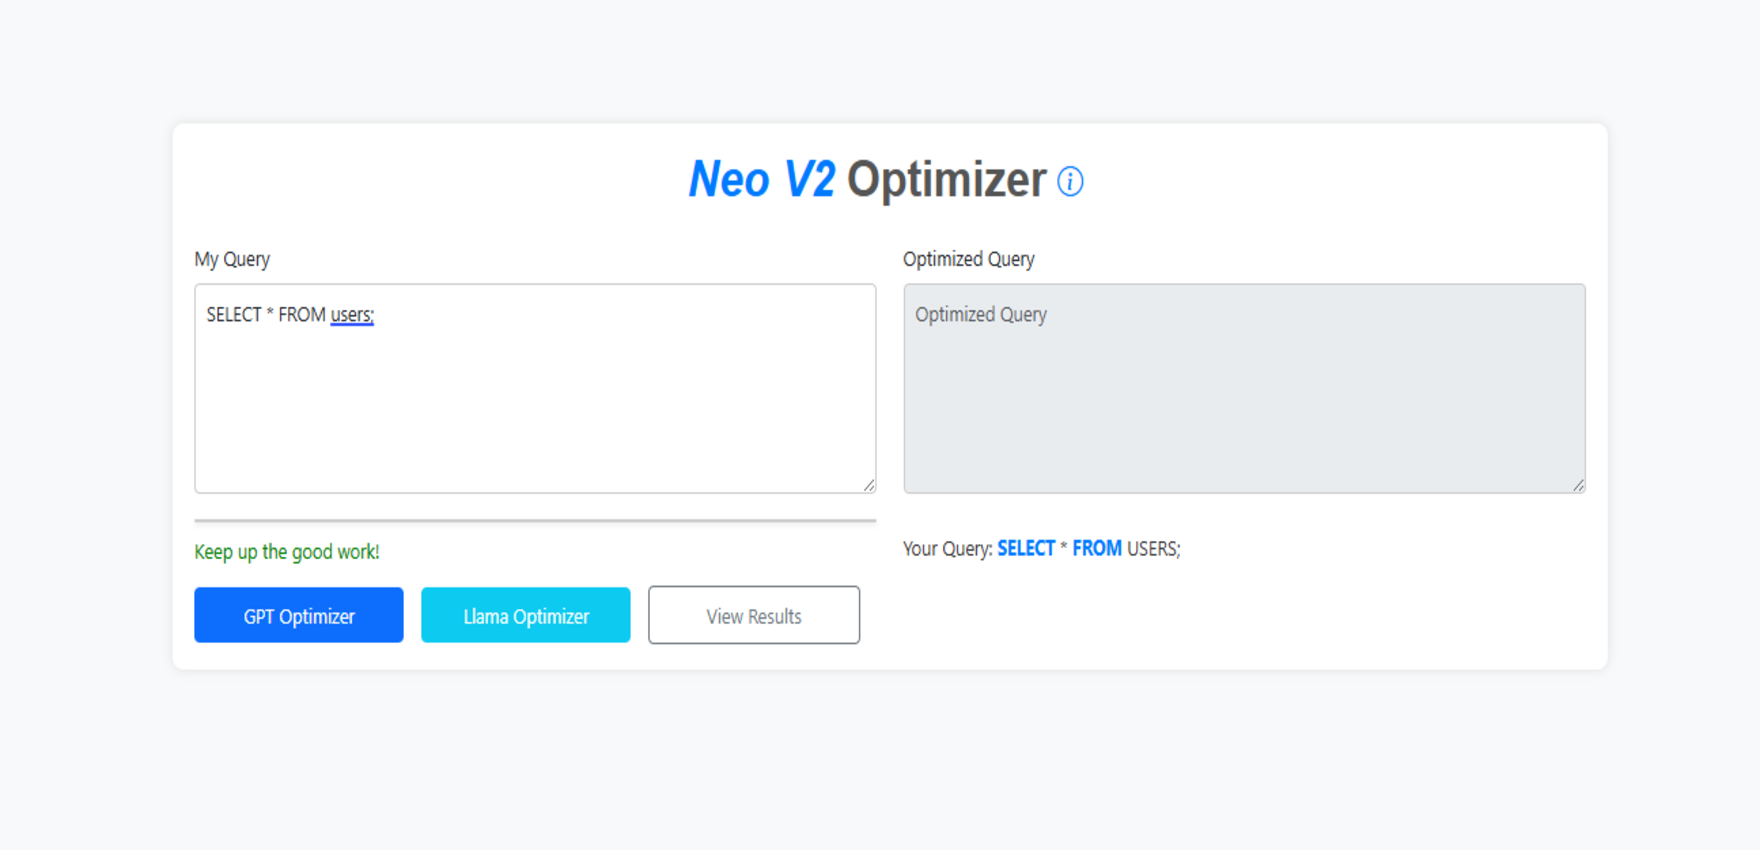 Neo V2 Optimizer
My Query
SELECT * FROM users;
Optimized Query
Optimized Query
Keep up the good work!
Your Query: SELECT * FROM USERS;
GPT Optimizer
Llama Optimizer
View Results